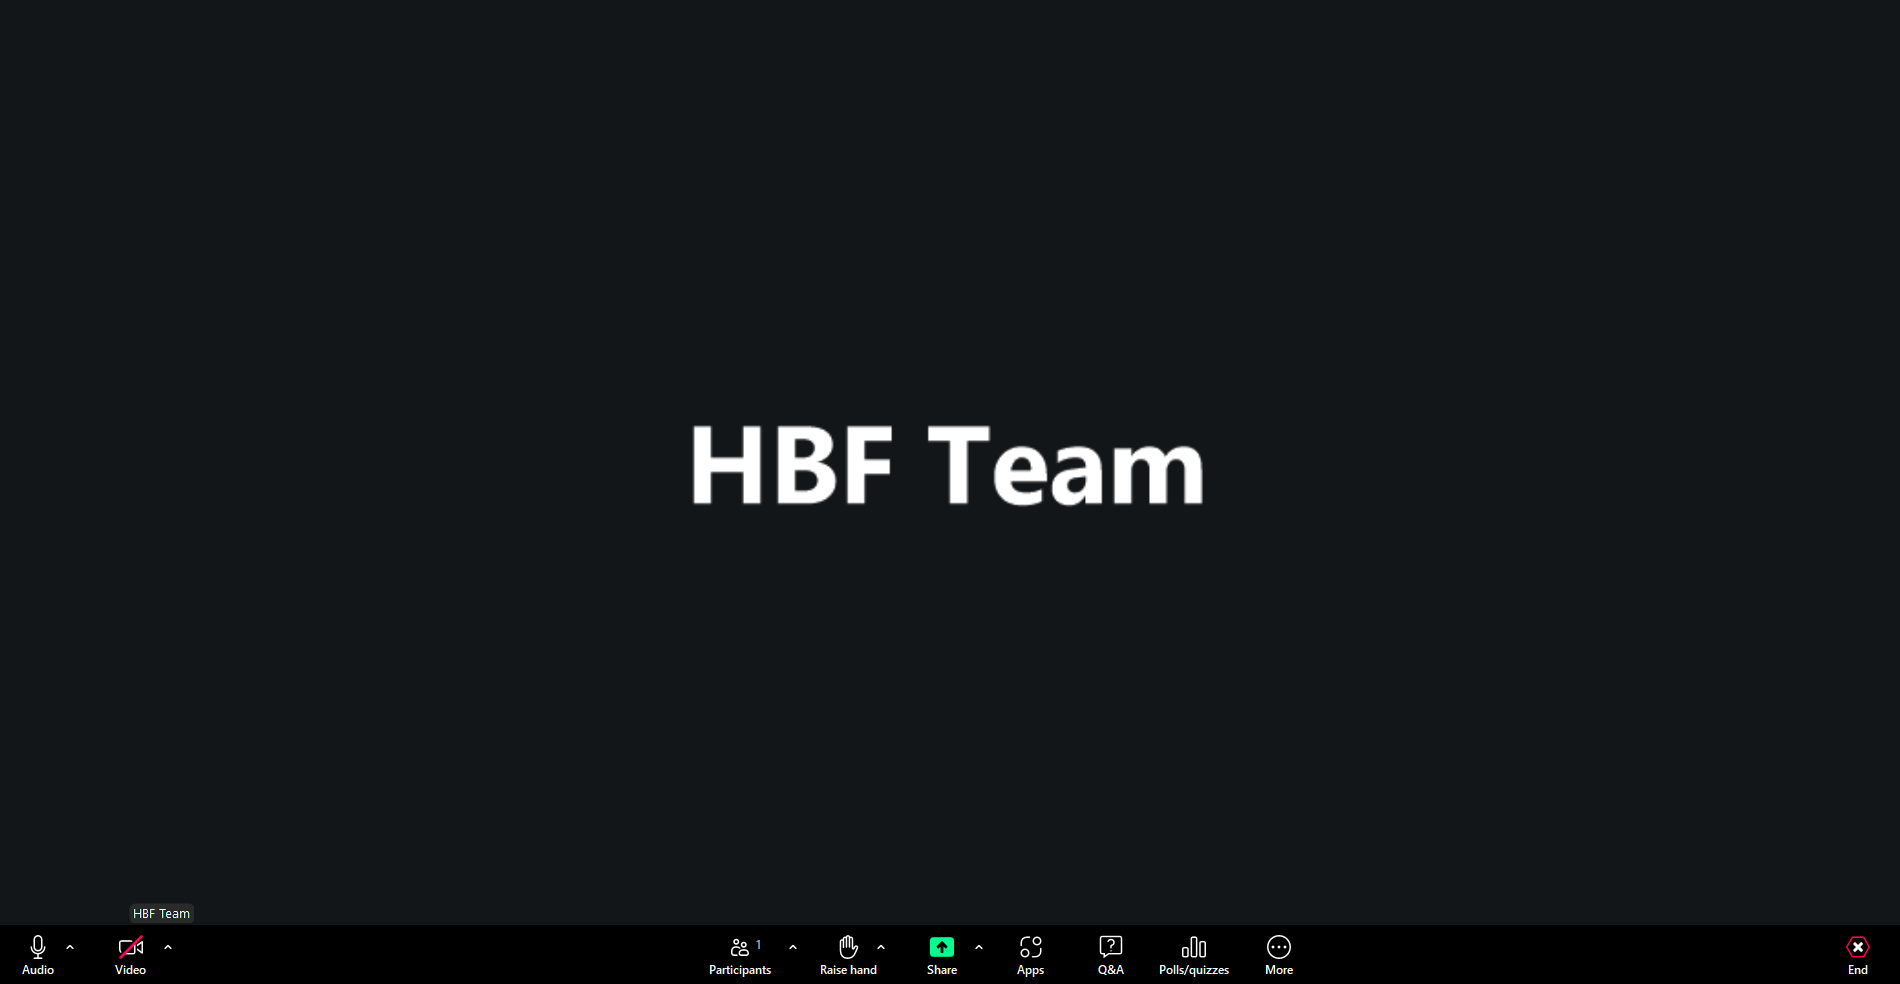 HBF Team
HBF Team
Audio
Video
Participants
1
Raise hand
Share
Apps
Q&A
Polls/quizzes
More
End